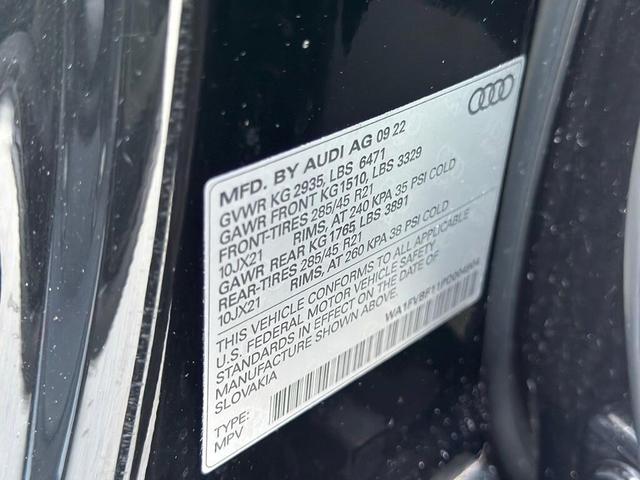 MFD. BY AUDI AG 09 22
GVWR KG 2935, LBS 6471
GAWR FRONT KG1510, LBS 3329
FRONT-TIRES 285/45 R21
10JX21 RIMS, AT 240 KPA 35 PSI COLD
GAWR REAR KG 1765 LBS 3891
REAR-TIRES 285/45 R21
10JX21 RIMS, AT 260 KPA 38 PSI COLD
THIS VEHICLE CONFORMS TO ALL APPLICABLE
U.S. FEDERAL MOTOR VEHICLE SAFETY
STANDARDS IN EFFECT ON THE DATE OF
MANUFACTURE SHOWN ABOVE.
SLOVAKIA
TYPE:
MPV